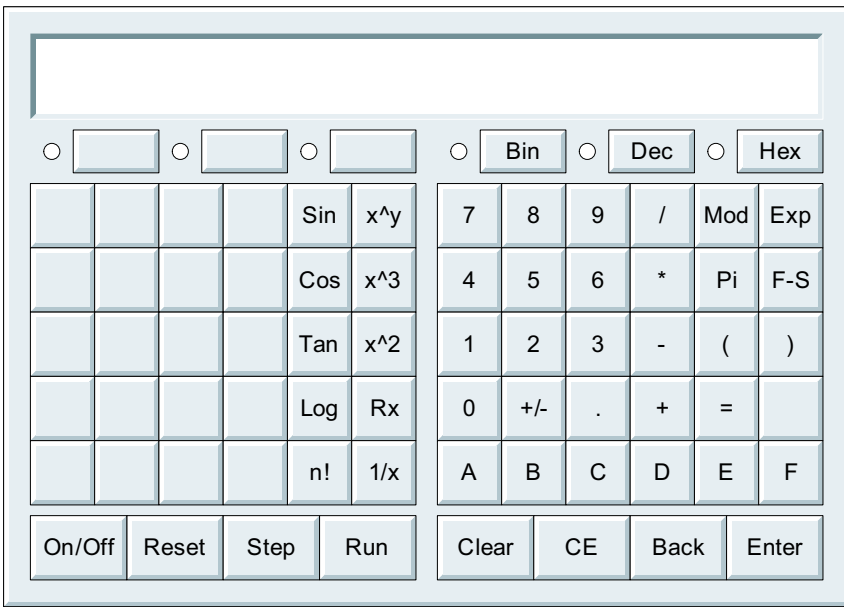 Bin Dec Hex
Sin x^y 7 8 9 / Mod Exp
Cos x^3 4 5 6 * Pi F-S
Tan x^2 1 2 3 - ( )
Log Rx 0 +/- . + =
n! 1/x A B C D E F
On/Off Reset Step Run Clear CE Back Enter